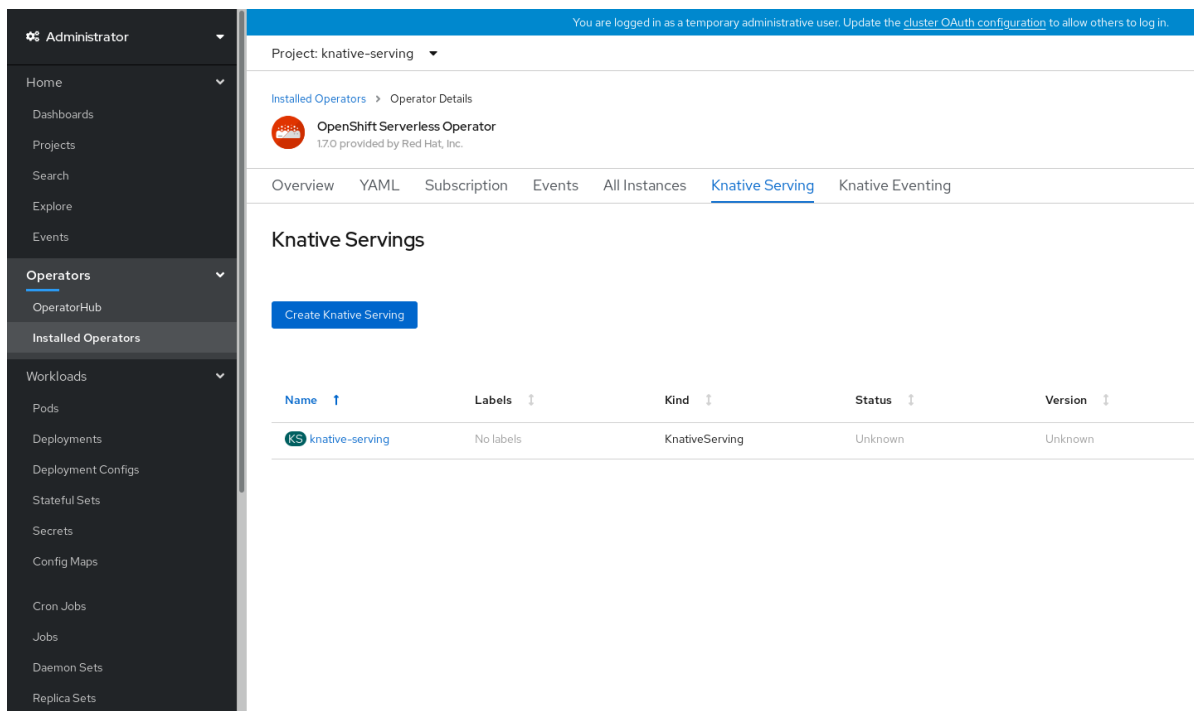 You are logged in as a temporary administrative user. Update the cluster OAuth configuration to allow others to log in.
Administrator
Home
Dashboards
Projects
Search
Explore
Events
Operators
OperatorHub
Installed Operators
Workloads
Pods
Deployments
Deployment Configs
Stateful Sets
Secrets
Config Maps
Cron Jobs
Jobs
Daemon Sets
Replica Sets
Project: knative-serving
Installed Operators > Operator Details
OpenShift Serverless Operator
1.7.0 provided by Red Hat, Inc.
Overview YAML Subscription Events All Instances Knative Serving Knative Eventing
Knative Servings
Create Knative Serving
Name Labels Kind Status Version
KS knative-serving No labels KnativeServing Unknown Unknown